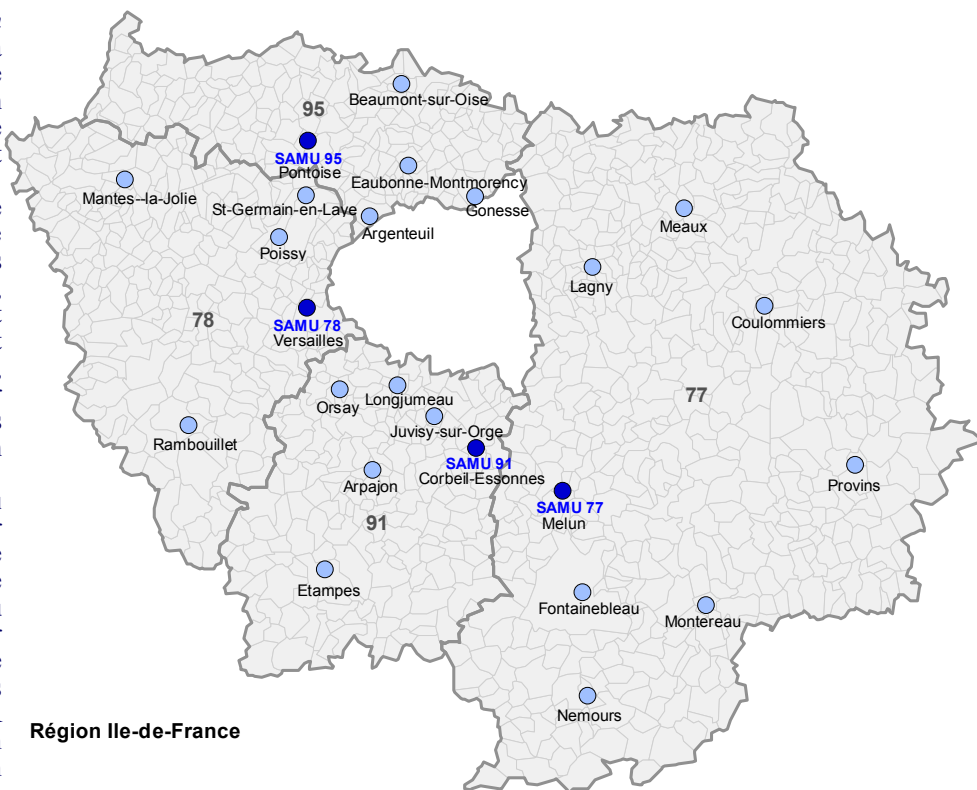 Beaumont-sur-Oise
95
SAMU 95
Pontoise
Eaubonne-Montmorency
Mantes--la-Jolie
St-Germain-en-Laye
Gonesse
Argenteuil
Meaux
Poissy
Lagny
78
SAMU 78
Versailles
Coulommiers
Orsay
Longjumeau
77
Juvisy-sur-Orge
Rambouillet
SAMU 91
Corbeil-Essonnes
Arpajon
Provins
SAMU 77
Melun
91
Etampes
Fontainebleau
Montereau
Nemours
Région Ile-de-France